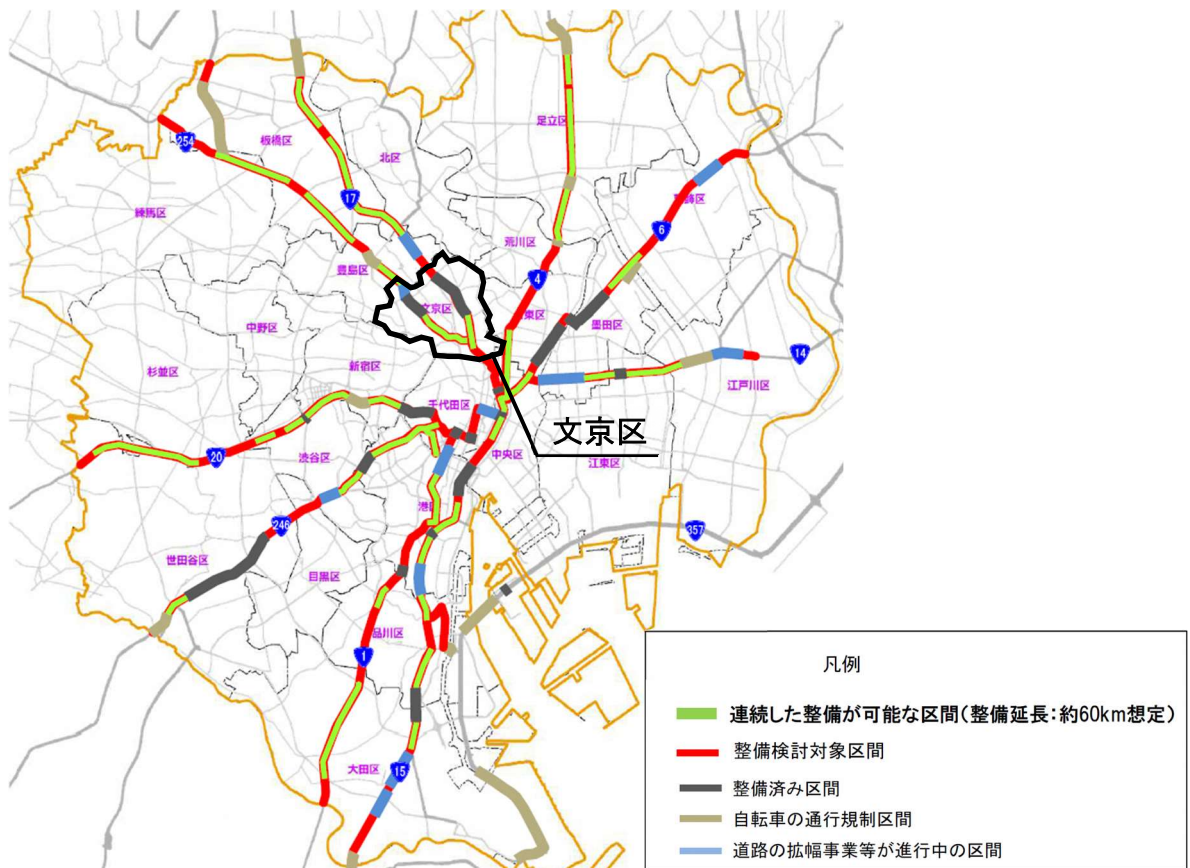 足立区
254
板橋区
北区
17
練馬区
6
荒川区
豊島区
4
文京区
東区
墨田区
中野区
14
新宿区
杉並区
江戸川区
千代田区
文京区
20
渋谷区
中央区
江東区
港区
246
357
世田谷区
目黒区
品川区
1
大田区
15
凡例
連続した整備が可能な区間(整備延長:約60km想定)
整備検討対象区間
整備済み区間
自転車の通行規制区間
道路の拡幅事業等が進行中の区間